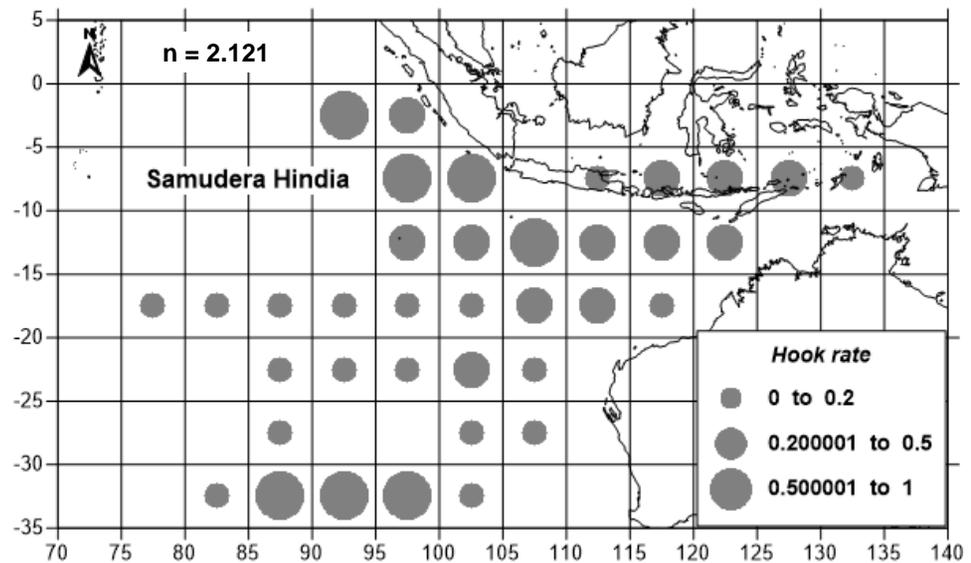 5
N
n = 2.121
0
-5
Samudera Hindia
-10
-15
-20
Hook rate
0 to 0.2
-25
0.200001 to 0.5
-30
0.500001 to 1
-35
70 75 80 85 90 95 100 105 110 115 120 125 130 135 140